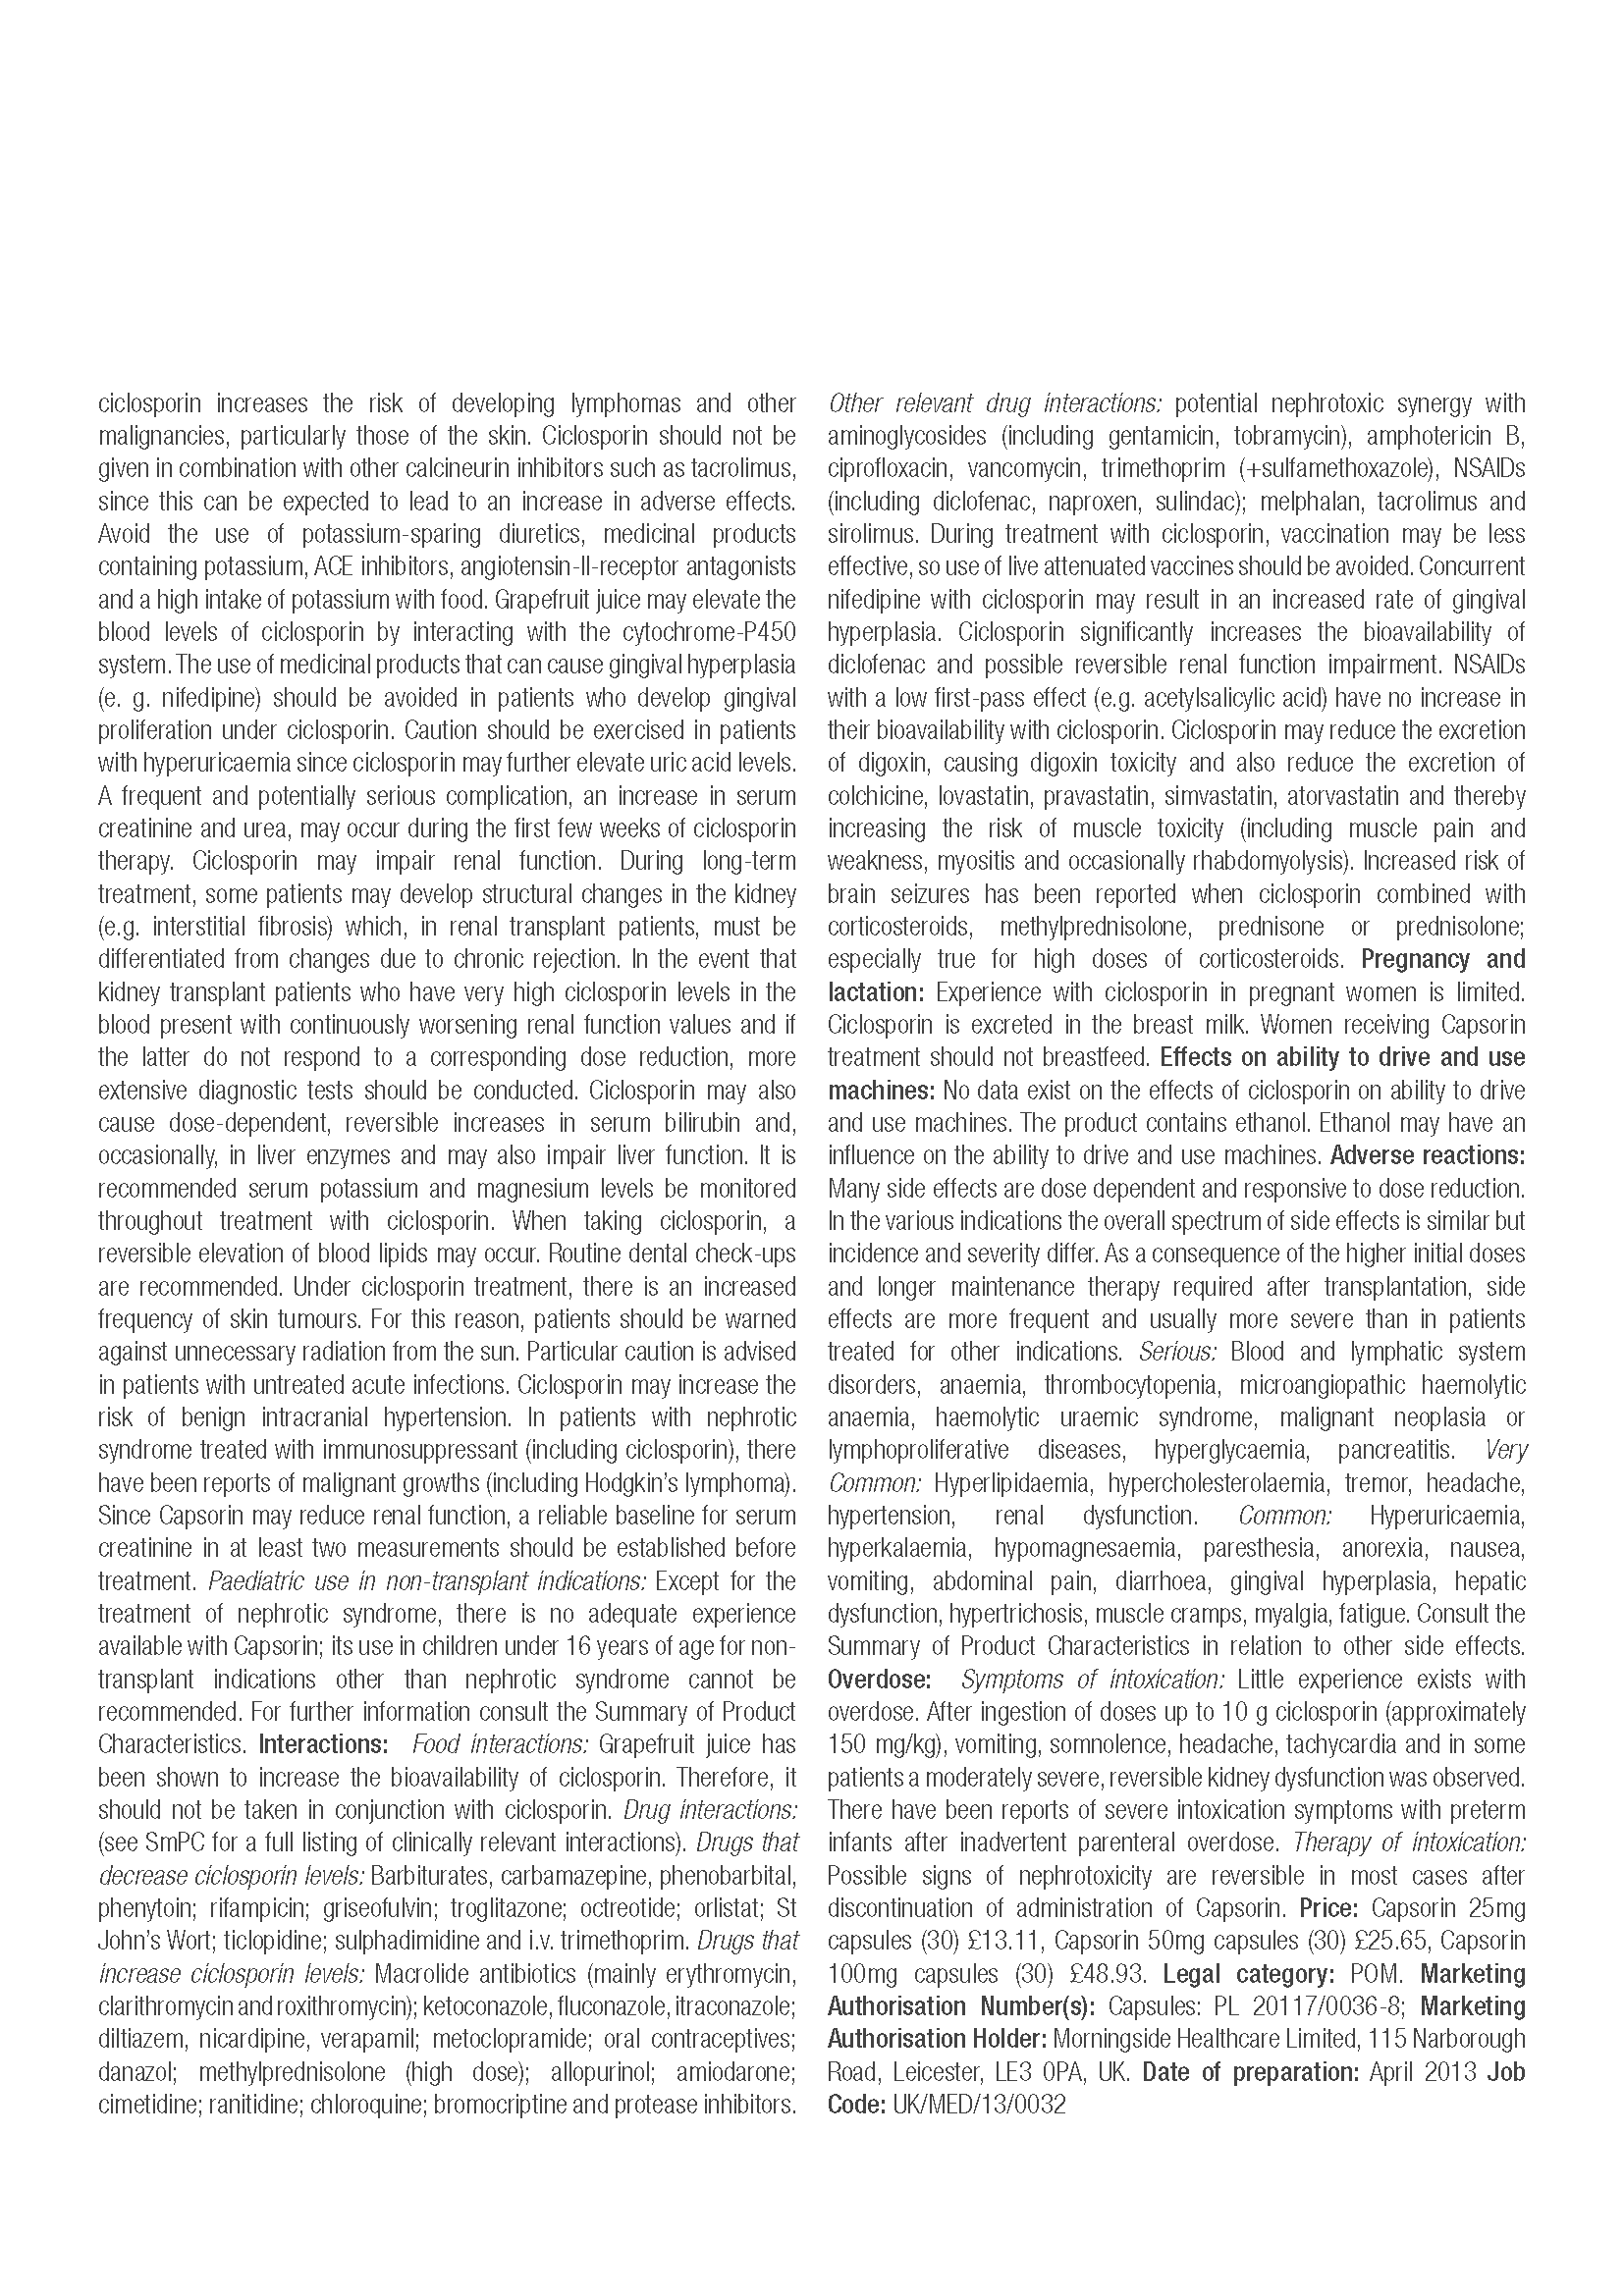 ciclosporin increases the risk of developing lymphomas and other
malignancies, particularly those of the skin. Ciclosporin should not be
given in combination with other calcineurin inhibitors such as tacrolimus,
since this can be expected to lead to an increase in adverse effects.
Avoid the use of potassium-sparing diuretics, medicinal products
containing potassium, ACE inhibitors, angiotensin-II-receptor antagonists
and a high intake of potassium with food. Grapefruit juice may elevate the
blood levels of ciclosporin by interacting with the cytochrome-P450
system. The use of medicinal products that can cause gingival hyperplasia
(e. g. nifedipine) should be avoided in patients who develop gingival
proliferation under ciclosporin. Caution should be exercised in patients
with hyperuricaemia since ciclosporin may further elevate uric acid levels.
A frequent and potentially serious complication, an increase in serum
creatinine and urea, may occur during the first few weeks of ciclosporin
therapy. Ciclosporin may impair renal function. During long-term
treatment, some patients may develop structural changes in the kidney
(e.g. interstitial fibrosis) which, in renal transplant patients, must be
differentiated from changes due to chronic rejection. In the event that
kidney transplant patients who have very high ciclosporin levels in the
blood present with continuously worsening renal function values and if
the latter do not respond to a corresponding dose reduction, more
extensive diagnostic tests should be conducted. Ciclosporin may also
cause dose-dependent, reversible increases in serum bilirubin and,
occasionally, in liver enzymes and may also impair liver function. It is
recommended serum potassium and magnesium levels be monitored
throughout treatment with ciclosporin. When taking ciclosporin, a
reversible elevation of blood lipids may occur. Routine dental check-ups
are recommended. Under ciclosporin treatment, there is an increased
frequency of skin tumours. For this reason, patients should be warned
against unnecessary radiation from the sun. Particular caution is advised
in patients with untreated acute infections. Ciclosporin may increase the
risk of benign intracranial hypertension. In patients with nephrotic
syndrome treated with immunosuppressant (including ciclosporin), there
have been reports of malignant growths (including Hodgkin's lymphoma).
Since Capsorin may reduce renal function, a reliable baseline for serum
creatinine in at least two measurements should be established before
treatment. Paediatric use in non-transplant indications: Except for the
treatment of nephrotic syndrome, there is no adequate experience
available with Capsorin; its use in children under 16 years of age for non-
transplant indications other than nephrotic syndrome cannot be
recommended. For further information consult the Summary of Product
Characteristics. Interactions: Food interactions: Grapefruit juice has
been shown to increase the bioavailability of ciclosporin. Therefore, it
should not be taken in conjunction with ciclosporin. Drug interactions:
(see SmPC for a full listing of clinically relevant interactions). Drugs that
decrease ciclosporin levels: Barbiturates, carbamazepine, phenobarbital,
phenytoin; rifampicin; griseofulvin; troglitazone; octreotide; orlistat; St
John's Wort; ticlopidine; sulphadimidine and i.v. trimethoprim. Drugs that
increase ciclosporin levels: Macrolide antibiotics (mainly erythromycin,
clarithromycin and roxithromycin); ketoconazole, fluconazole, itraconazole;
diltiazem, nicardipine, verapamil; metoclopramide; oral contraceptives;
danazol; methylprednisolone (high dose); allopurinol; amiodarone;
cimetidine; ranitidine; chloroquine; bromocriptine and protease inhibitors.
Other relevant drug interactions: potential nephrotoxic synergy with
aminoglycosides (including gentamicin, tobramycin), amphotericin B,
ciprofloxacin, vancomycin, trimethoprim (+sulfamethoxazole), NSAIDs
(including diclofenac, naproxen, sulindac); melphalan, tacrolimus and
sirolimus. During treatment with ciclosporin, vaccination may be less
effective, so use of live attenuated vaccines should be avoided. Concurrent
nifedipine with ciclosporin may result in an increased rate of gingival
hyperplasia. Ciclosporin significantly increases the bioavailability of
diclofenac and possible reversible renal function impairment. NSAIDs
with a low first-pass effect (e.g. acetylsalicylic acid) have no increase in
their bioavailability with ciclosporin. Ciclosporin may reduce the excretion
of digoxin, causing digoxin toxicity and also reduce the excretion of
colchicine, lovastatin, pravastatin, simvastatin, atorvastatin and thereby
increasing the risk of muscle toxicity (including muscle pain and
weakness, myositis and occasionally rhabdomyolysis). Increased risk of
brain seizures has been reported when ciclosporin combined with
corticosteroids, methylprednisolone, prednisone or prednisolone;
especially true for high doses of corticosteroids. Pregnancy and
lactation: Experience with ciclosporin in pregnant women is limited.
Ciclosporin is excreted in the breast milk. Women receiving Capsorin
treatment should not breastfeed. Effects on ability to drive and use
machines: No data exist on the effects of ciclosporin on ability to drive
and use machines. The product contains ethanol. Ethanol may have an
influence on the ability to drive and use machines. Adverse reactions:
Many side effects are dose dependent and responsive to dose reduction.
In the various indications the overall spectrum of side effects is similar but
incidence and severity differ. As a consequence of the higher initial doses
and longer maintenance therapy required after transplantation, side
effects are more frequent and usually more severe than in patients
treated for other indications. Serious: Blood and lymphatic system
disorders, anaemia, thrombocytopenia, microangiopathic haemolytic
anaemia, haemolytic uraemic syndrome, malignant neoplasia or
lymphoproliferative diseases, hyperglycaemia, pancreatitis. Very
Common: Hyperlipidaemia, hypercholesterolaemia, tremor, headache,
hypertension, renal dysfunction. Common: Hyperuricaemia,
hyperkalaemia, hypomagnesaemia, paresthesia, anorexia, nausea,
vomiting, abdominal pain, diarrhoea, gingival hyperplasia, hepatic
dysfunction, hypertrichosis, muscle cramps, myalgia, fatigue. Consult the
Summary of Product Characteristics in relation to other side effects.
Overdose: Symptoms of intoxication: Little experience exists with
overdose. After ingestion of doses up to 10 g ciclosporin (approximately
150 mg/kg), vomiting, somnolence, headache, tachycardia and in some
patients a moderately severe, reversible kidney dysfunction was observed.
There have been reports of severe intoxication symptoms with preterm
infants after inadvertent parenteral overdose. Therapy of intoxication:
Possible signs of nephrotoxicity are reversible in most cases after
discontinuation of administration of Capsorin. Price: Capsorin 25mg
capsules (30) £13.11, Capsorin 50mg capsules (30) £25.65, Capsorin
100mg capsules (30) £48.93. Legal category: POM. Marketing
Authorisation Number(s): Capsules: PL 20117/0036-8; Marketing
Authorisation Holder: Morningside Healthcare Limited, 115 Narborough
Road, Leicester, LE3 0PA, UK. Date of preparation: April 2013 Job
Code: UK/MED/13/0032